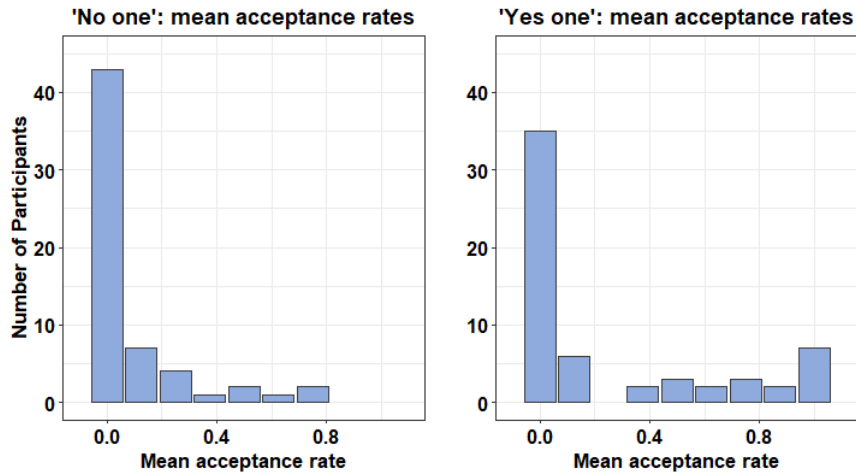 'No one': mean acceptance rates
Number of Participants
40
30
20
10
0
0.0 0.4 0.8
Mean acceptance rate
'Yes one': mean acceptance rates
40
30
20
10
0
0.0 0.4 0.8
Mean acceptance rate